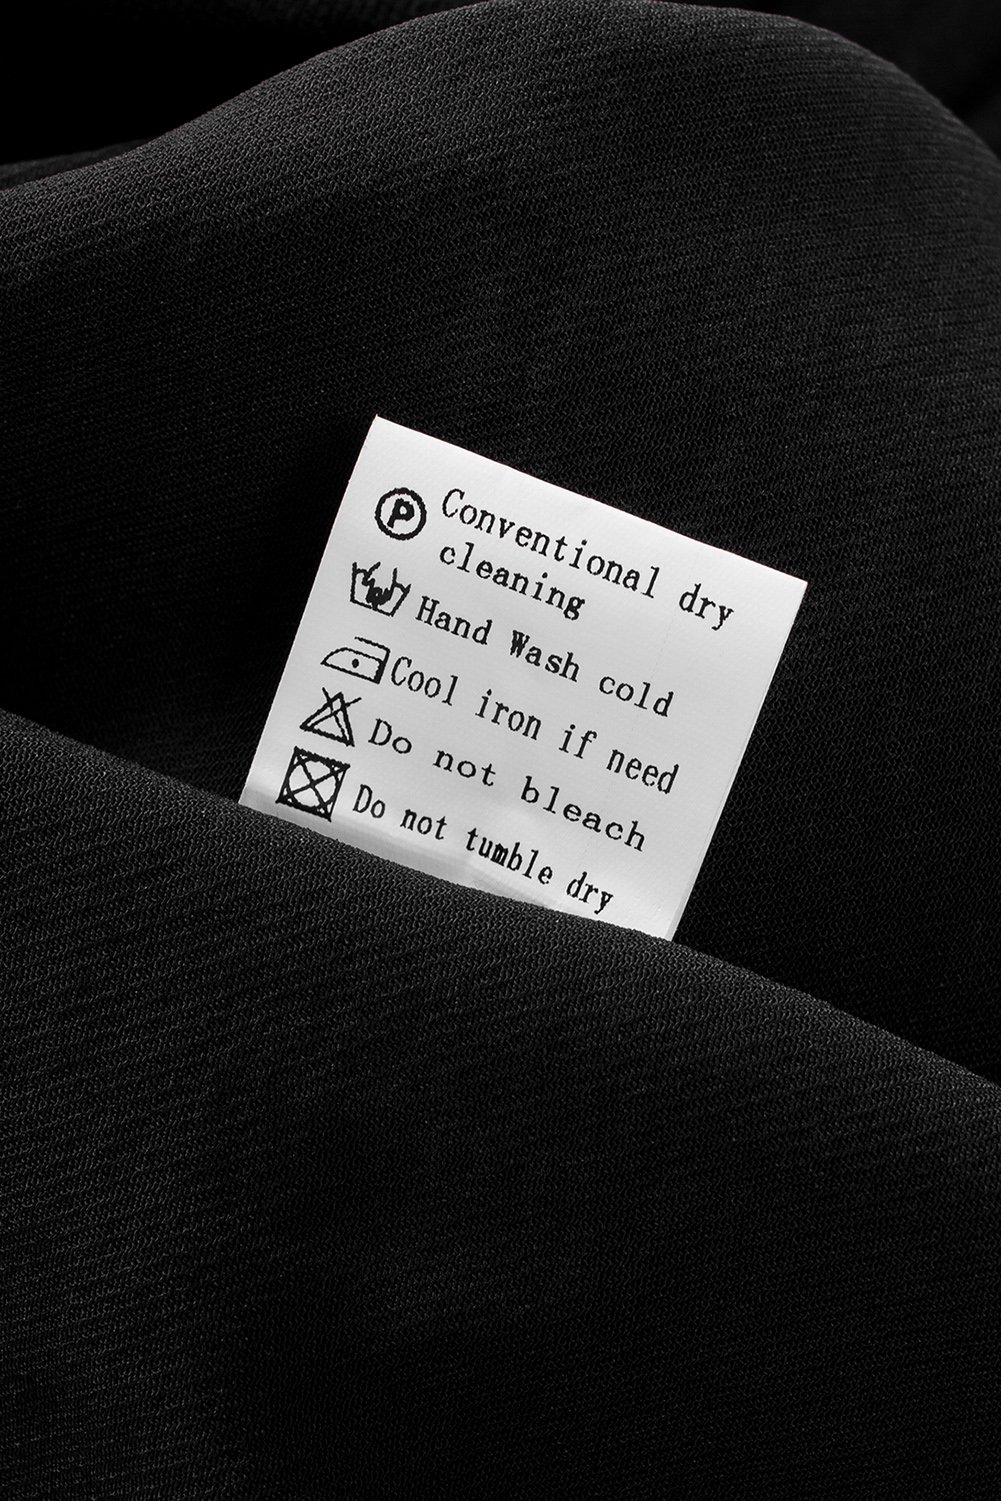 P Conventional dry
cleaning
Hand Wash cold
Cool iron if need
Do not bleach
Do not tumble dry